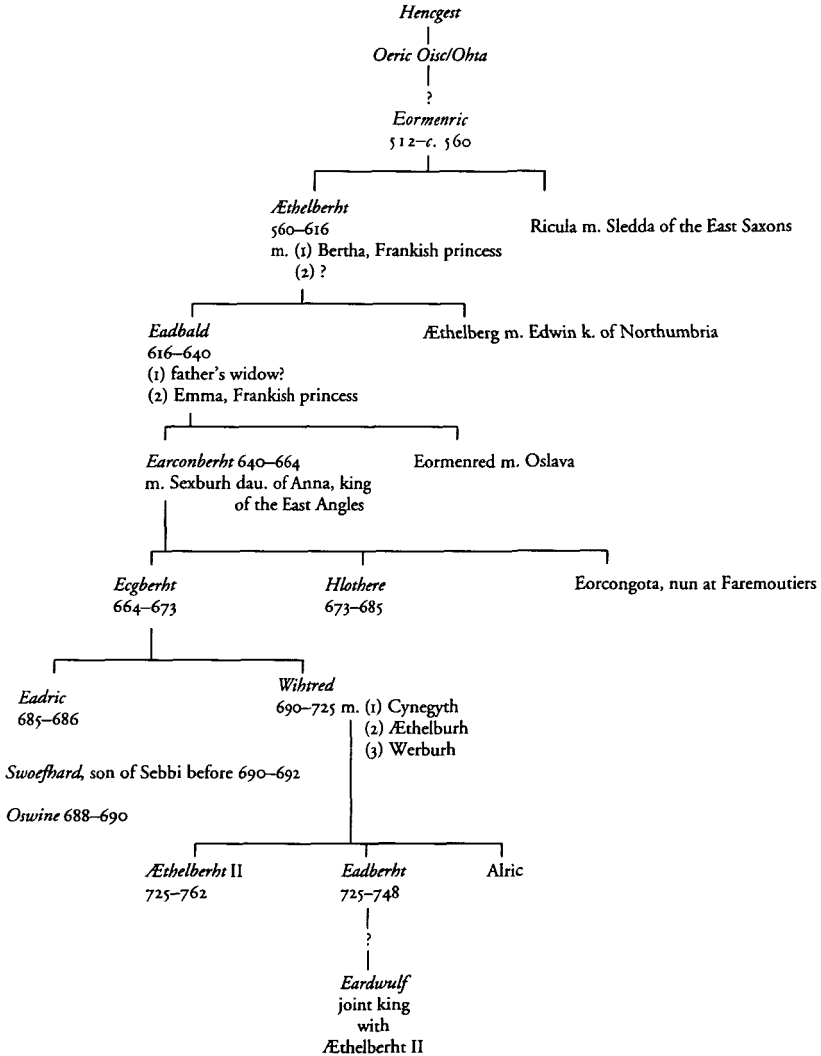 Hencgest
Oeric Oisc/Ohta
?
Eormenric
512–c. 560
Æthelberht
560–616
m. (1) Bertha, Frankish princess
(2) ?
Ricula m. Sledda of the East Saxons
Eadbald
616–640
(1) father's widow?
(2) Emma, Frankish princess
Æthelberg m. Edwin k. of Northumbria
Earconberht 640–664
m. Sexburh dau. of Anna, king
of the East Angles
Eormenred m. Oslava
Ecgberht
664–673
Hlothere
673–685
Eorcongota, nun at Faremoutiers
Eadric
685–686
Wihtred
690–725 m. (1) Cynegyth
(2) Æthelburh
(3) Werburh
Swoefhard, son of Sebbi before 690–692
Oswine 688–690
Æthelberht II
725–762
Eadberht
725–748
Alric
?
Eardwulf
joint king
with
Æthelberht II